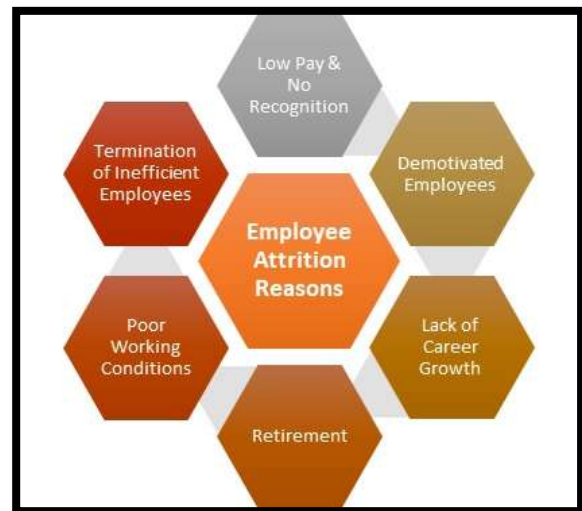 Low Pay &
No
Recognition
Demotivated
Employees
Lack of
Career
Growth
Retirement
Poor
Working
Conditions
Termination
of Inefficient
Employees
Employee
Attrition
Reasons